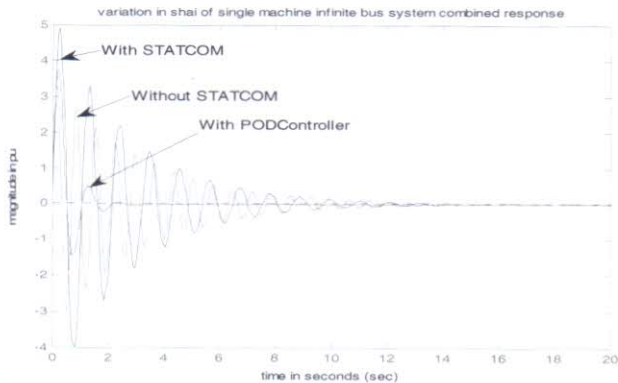 variation in shai of single machine infinite bus system combined response
5
With STATCOM
4
3
Without STATCOM
2
With PODController
1
magnitude in pu
0
-1
-2
-3
-4
0 2 4 6 8 10 12 14 16 18 20
time in seconds (sec)